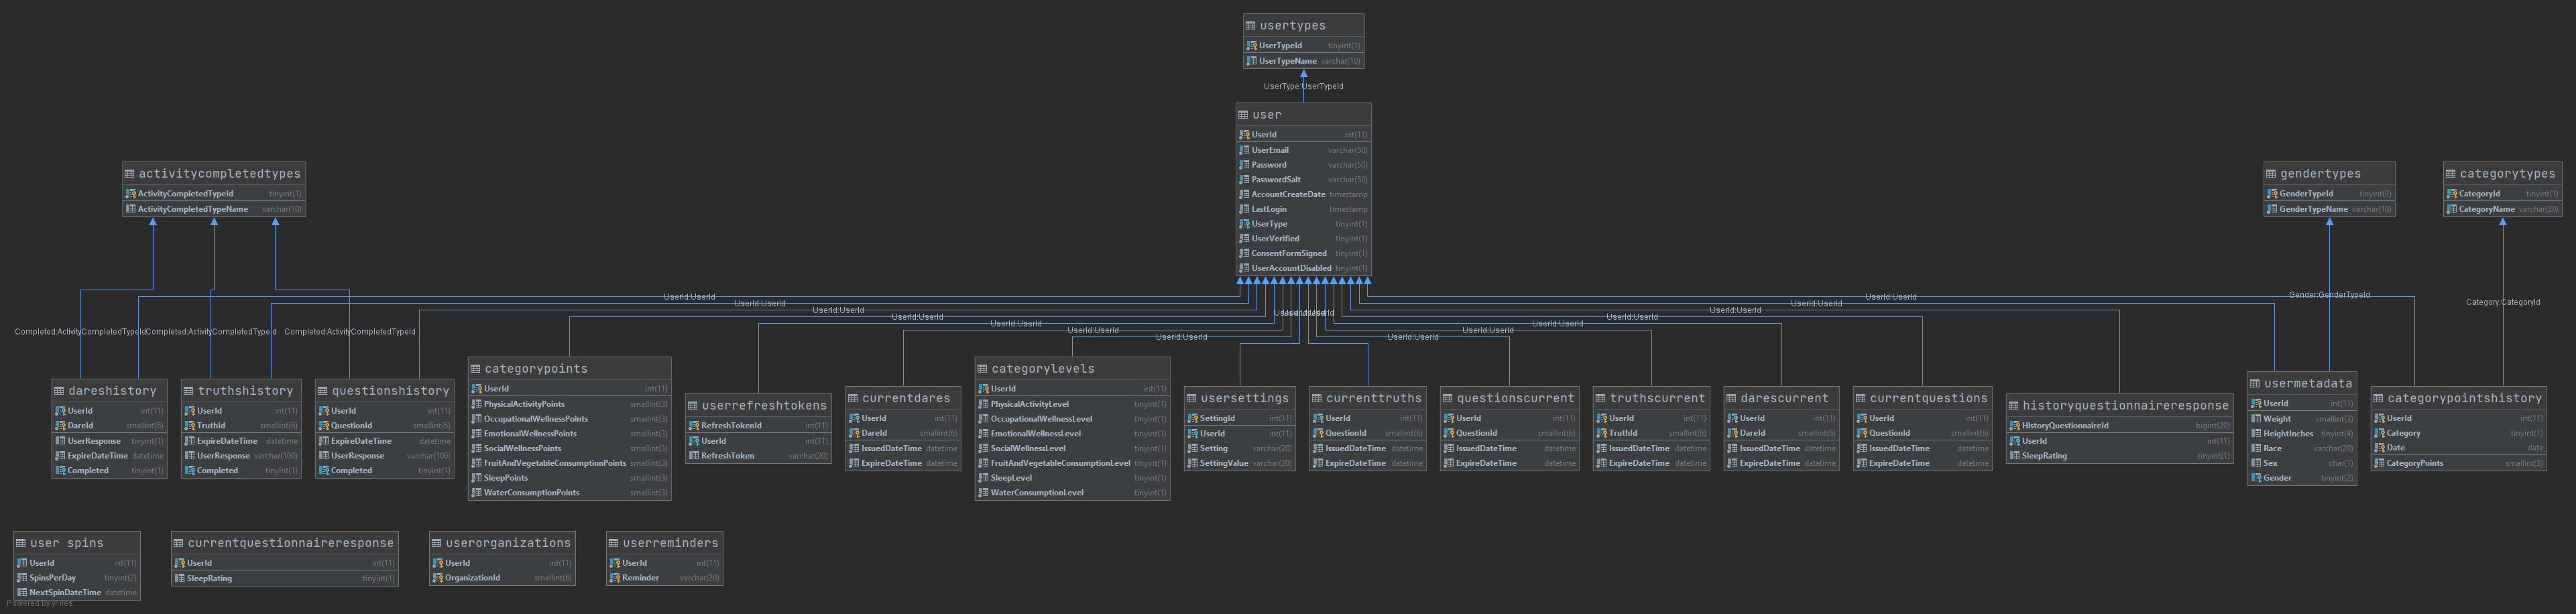 usertypes
UserTypeId tinyint(1)
UserTypeName varchar(10)
UserType:UserTypeId
user
UserId int(11)
UserEmail varchar(50)
Password varchar(50)
PasswordSalt varchar(50)
AccountCreateDate timestamp
LastLogin timestamp
UserType tinyint(1)
UserVerified tinyint(1)
ConsentFormSigned tinyint(1)
UserAccountDisabled tinyint(1)
activitycompletedtypes
ActivityCompletedTypeId tinyint(1)
ActivityCompletedTypeName varchar(10)
gendertypes
GenderTypeId tinyint(2)
GenderTypeName varchar(10)
categorytypes
CategoryId tinyint(1)
CategoryName varchar(20)
UserId:UserId
UserId:UserId
UserId:UserId
UserId:UserId
UserId:UserId
UserId:UserId
UserId:UserId
UserId:UserId
UserId:UserId
UserId:UserId
UserId:UserId
UserId:UserId
UserId:UserId
UserId:UserId
Gender:GenderTypeId
Category:CategoryId
Completed:ActivityCompletedTypeId
Completed:ActivityCompletedTypeId
Completed:ActivityCompletedTypeId
dareshistory
UserId int(11)
DareId smallint(6)
UserResponse tinyint(1)
ExpireDateTime datetime
Completed tinyint(1)
truthshistory
UserId int(11)
TruthId smallint(6)
ExpireDateTime datetime
UserResponse varchar(100)
Completed tinyint(1)
questionshistory
UserId int(11)
QuestionId smallint(6)
ExpireDateTime datetime
UserResponse varchar(100)
Completed tinyint(1)
categorypoints
UserId int(11)
PhysicalActivityPoints smallint(3)
OccupationalWellnessPoints smallint(3)
EmotionalWellnessPoints smallint(3)
SocialWellnessPoints smallint(3)
FruitAndVegetableConsumptionPoints smallint(3)
SleepPoints smallint(3)
WaterConsumptionPoints smallint(3)
userrefreshtokens
RefreshTokenId int(11)
UserId int(11)
RefreshToken varchar(20)
currentdares
UserId int(11)
DareId smallint(6)
IssuedDateTime datetime
ExpireDateTime datetime
categorylevels
UserId int(11)
PhysicalActivityLevel tinyint(1)
OccupationalWellnessLevel tinyint(1)
EmotionalWellnessLevel tinyint(1)
SocialWellnessLevel tinyint(1)
FruitAndVegetableConsumptionLevel tinyint(1)
SleepLevel tinyint(1)
WaterConsumptionLevel tinyint(1)
usersettings
SettingId int(11)
UserId int(11)
Setting varchar(20)
SettingValue varchar(20)
currenttruths
UserId int(11)
QuestionId smallint(6)
IssuedDateTime datetime
ExpireDateTime datetime
questionscurrent
UserId int(11)
QuestionId smallint(6)
IssuedDateTime datetime
ExpireDateTime datetime
truthscurrent
UserId int(11)
TruthId smallint(6)
IssuedDateTime datetime
ExpireDateTime datetime
darescurrent
UserId int(11)
DareId smallint(6)
IssuedDateTime datetime
ExpireDateTime datetime
currentquestions
UserId int(11)
QuestionId smallint(6)
IssuedDateTime datetime
ExpireDateTime datetime
historyquestionnaireresponse
HistoryQuestionnaireId bigint(20)
UserId int(11)
SleepRating tinyint(1)
usermetadata
UserId int(11)
Weight smallint(3)
HeightInches tinyint(4)
Race varchar(20)
Sex char(1)
Gender tinyint(2)
categorypointshistory
UserId int(11)
Category tinyint(1)
Date date
CategoryPoints smallint(3)
user spins
UserId int(11)
SpinsPerDay tinyint(2)
NextSpinDateTime datetime
currentquestionnaireresponse
UserId int(11)
SleepRating tinyint(1)
userorganizations
UserId int(11)
OrganizationId smallint(6)
userreminders
UserId int(11)
Reminder varchar(20)
Powered by yFiles